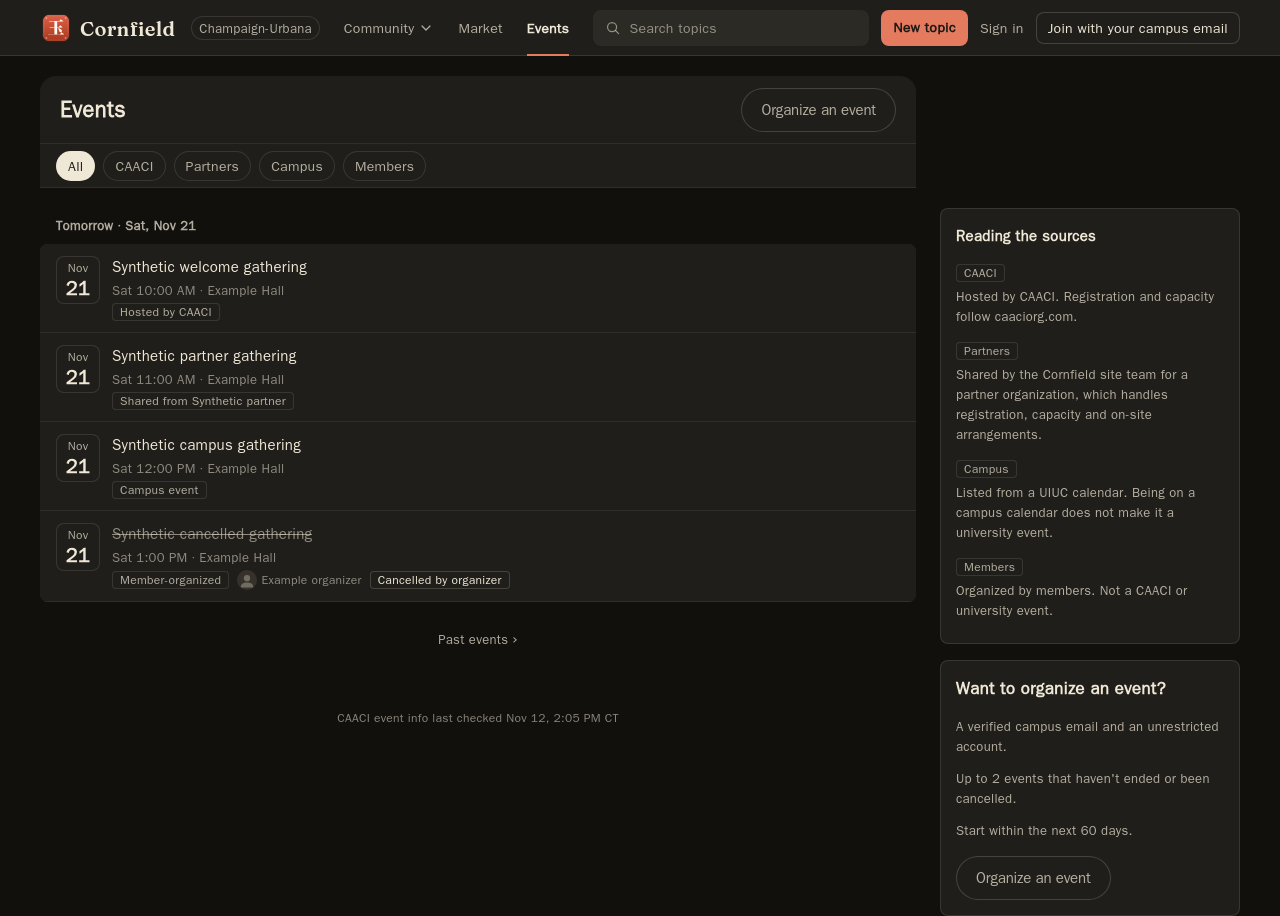 Cornfield
Champaign-Urbana
Community
Market
Events
Search topics
New topic
Sign in
Join with your campus email
Events
Organize an event
All
CAACI
Partners
Campus
Members
Tomorrow · Sat, Nov 21
Nov
21
Synthetic welcome gathering
Sat 10:00 AM · Example Hall
Hosted by CAACI
Nov
21
Synthetic partner gathering
Sat 11:00 AM · Example Hall
Shared from Synthetic partner
Nov
21
Synthetic campus gathering
Sat 12:00 PM · Example Hall
Campus event
Nov
21
Synthetic cancelled gathering
Sat 1:00 PM · Example Hall
Member-organized
Example organizer
Cancelled by organizer
Past events ›
CAACI event info last checked Nov 12, 2:05 PM CT
Reading the sources
CAACI
Hosted by CAACI. Registration and capacity
follow caaciorg.com.
Partners
Shared by the Cornfield site team for a
partner organization, which handles
registration, capacity and on-site
arrangements.
Campus
Listed from a UIUC calendar. Being on a
campus calendar does not make it a
university event.
Members
Organized by members. Not a CAACI or
university event.
Want to organize an event?
A verified campus email and an unrestricted
account.
Up to 2 events that haven't ended or been
cancelled.
Start within the next 60 days.
Organize an event